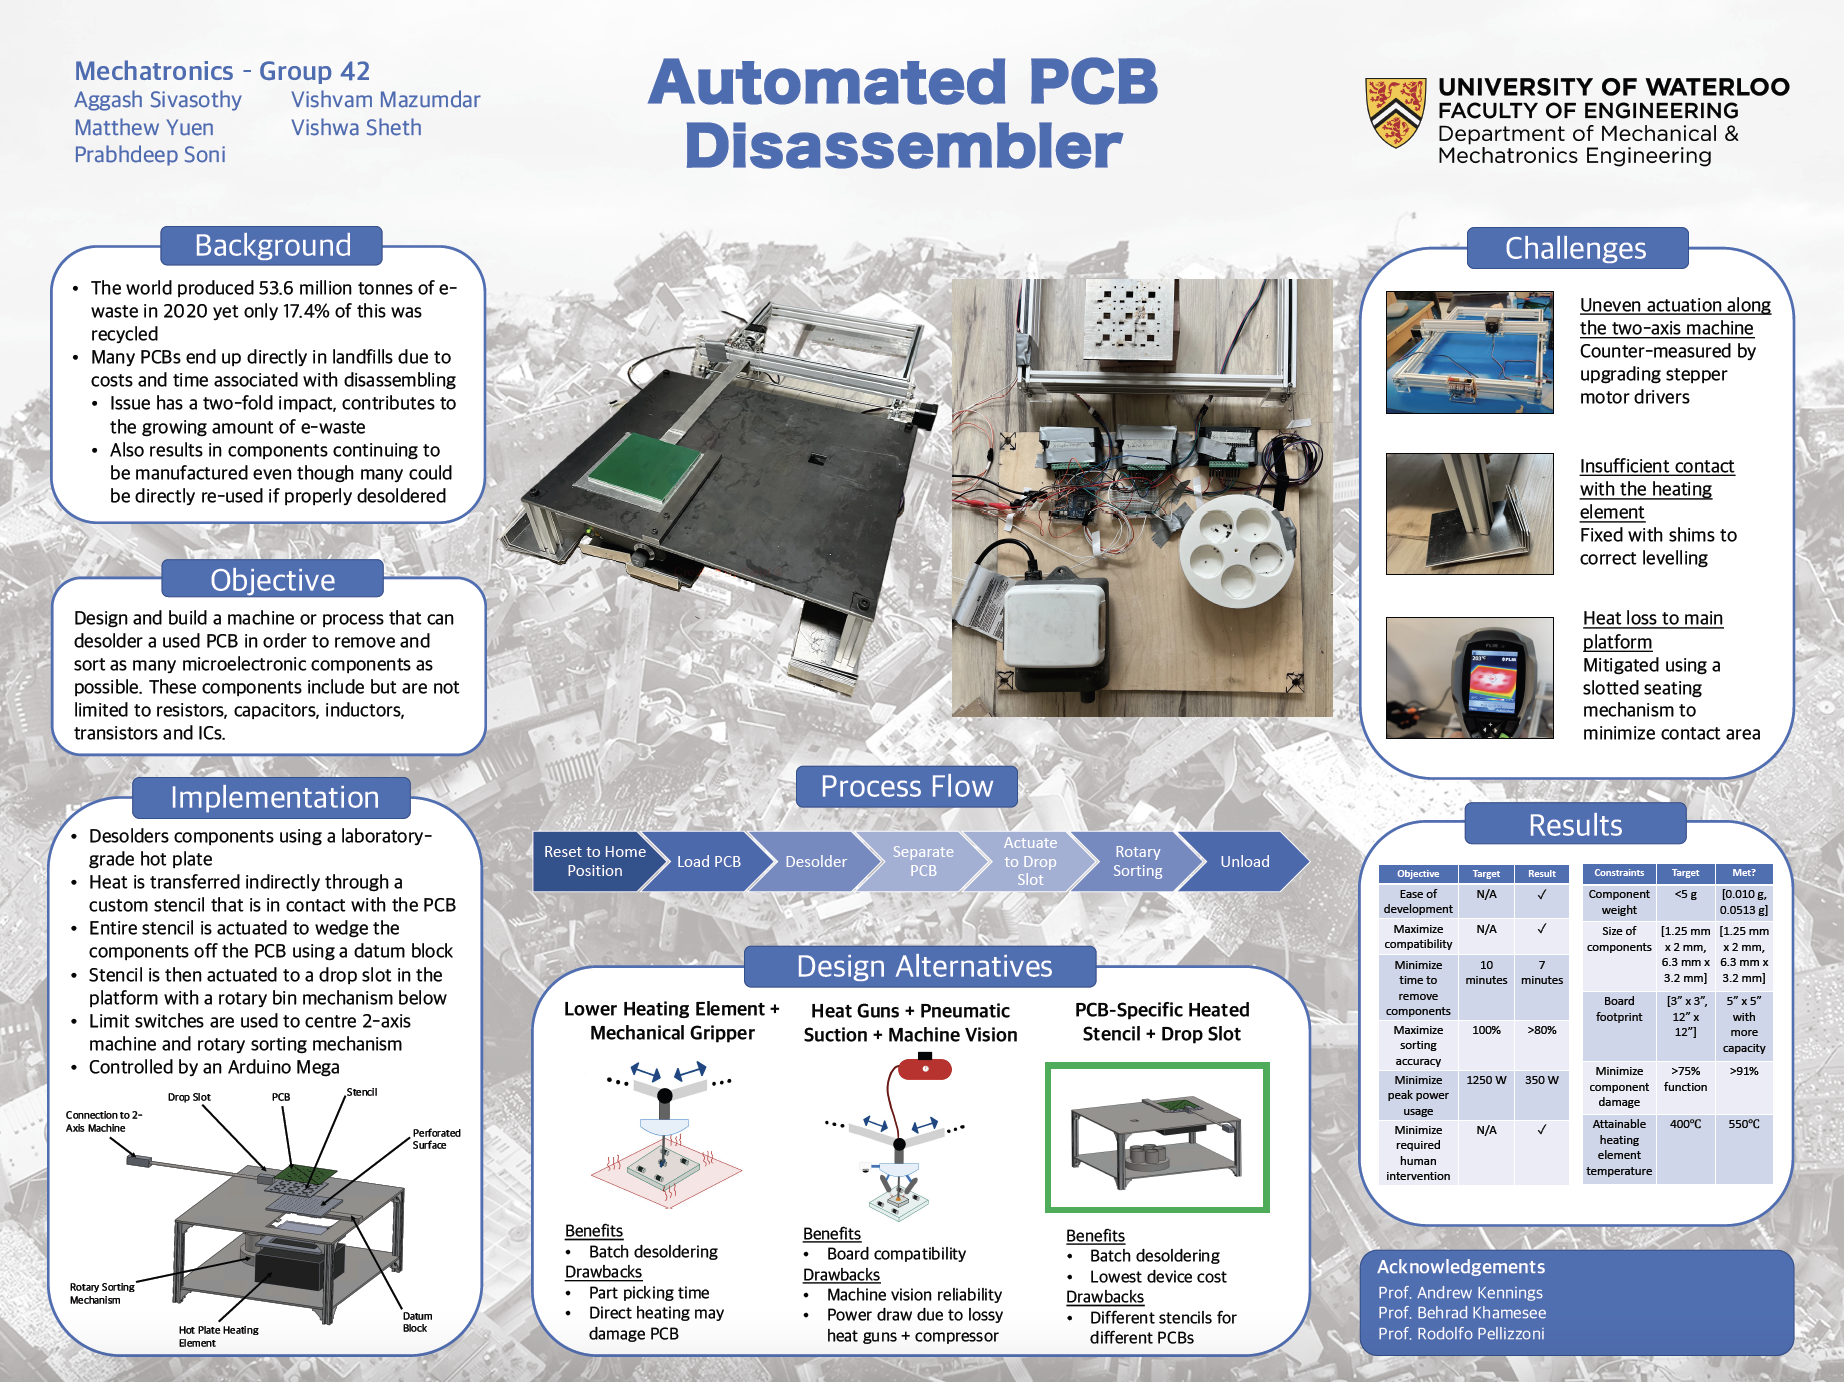 Mechatronics - Group 42
Aggash Sivasothy
Vishvam Mazumdar
Matthew Yuen
Vishwa Sheth
Prabhdeep Soni
Automated PCB
Disassembler
UNIVERSITY OF WATERLOO
FACULTY OF ENGINEERING
Department of Mechanical &
Mechatronics Engineering
Background
• The world produced 53.6 million tonnes of e-
waste in 2020 yet only 17.4% of this was
recycled
• Many PCBs end up directly in landfills due to
costs and time associated with disassembling
• Issue has a two-fold impact, contributes to
the growing amount of e-waste
• Also results in components continuing to
be manufactured even though many could
be directly re-used if properly desoldered
Objective
Design and build a machine or process that can
desolder a used PCB in order to remove and
sort as many microelectronic components as
possible. These components include but are not
limited to resistors, capacitors, inductors,
transistors and ICs.
Implementation
• Desolders components using a laboratory-
grade hot plate
• Heat is transferred indirectly through a
custom stencil that is in contact with the PCB
• Entire stencil is actuated to wedge the
components off the PCB using a datum block
• Stencil is then actuated to a drop slot in the
platform with a rotary bin mechanism below
• Limit switches are used to centre 2-axis
machine and rotary sorting mechanism
• Controlled by an Arduino Mega
Drop Slot
PCB
Stencil
Connection to 2-
Axis Machine
Perforated
Surface
Rotary Sorting
Mechanism
Hot Plate Heating
Element
Datum
Block
Process Flow
Reset to Home
Position
Load PCB
Desolder
Separate
PCB
Actuate
to Drop
Slot
Rotary
Sorting
Unload
Design Alternatives
Lower Heating Element +
Mechanical Gripper
Benefits
• Batch desoldering
Drawbacks
• Part picking time
• Direct heating may
damage PCB
Heat Guns + Pneumatic
Suction + Machine Vision
Benefits
• Board compatibility
Drawbacks
• Machine vision reliability
• Power draw due to lossy
heat guns + compressor
PCB-Specific Heated
Stencil + Drop Slot
Benefits
• Batch desoldering
• Lowest device cost
Drawbacks
• Different stencils for
different PCBs
Challenges
Uneven actuation along
the two-axis machine
Counter-measured by
upgrading stepper
motor drivers
Insufficient contact
with the heating
element
Fixed with shims to
correct levelling
Heat loss to main
platform
Mitigated using a
slotted seating
mechanism to
minimize contact area
Results
Objective Target Result
Ease of
development N/A ✓
Maximize
compatibility N/A ✓
Minimize
time to
remove
components 10
minutes 7
minutes
Maximize
sorting
accuracy 100% >80%
Minimize
peak power
usage 1250 W 350 W
Minimize
required
human
intervention N/A ✓
Constraints Target Met?
Component
weight <5 g [0.010 g,
0.0513 g]
Size of
components [1.25 mm
x 2 mm,
6.3 mm x
3.2 mm] [1.25 mm
x 2 mm,
6.3 mm x
3.2 mm]
Board
footprint [3” x 3”,
12” x
12”] 5” x 5”
with
more
capacity
Minimize
component
damage >75%
function >91%
Attainable
heating
element
temperature 400°C 550°C
Acknowledgements
Prof. Andrew Kennings
Prof. Behrad Khamesee
Prof. Rodolfo Pellizzoni